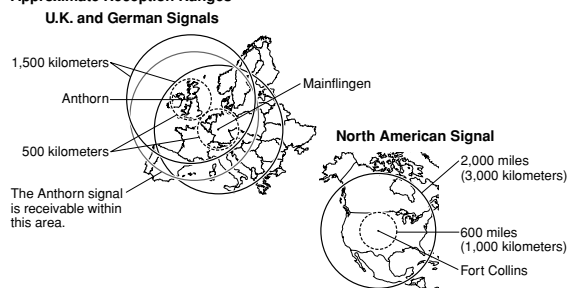 Approximate Reception Ranges
U.K. and German Signals
1,500 kilometers
Anthorn
500 kilometers
The Anthorn signal
is receivable within
this area.
Mainflingen
North American Signal
2,000 miles
(3,000 kilometers)
600 miles
(1,000 kilometers)
Fort Collins